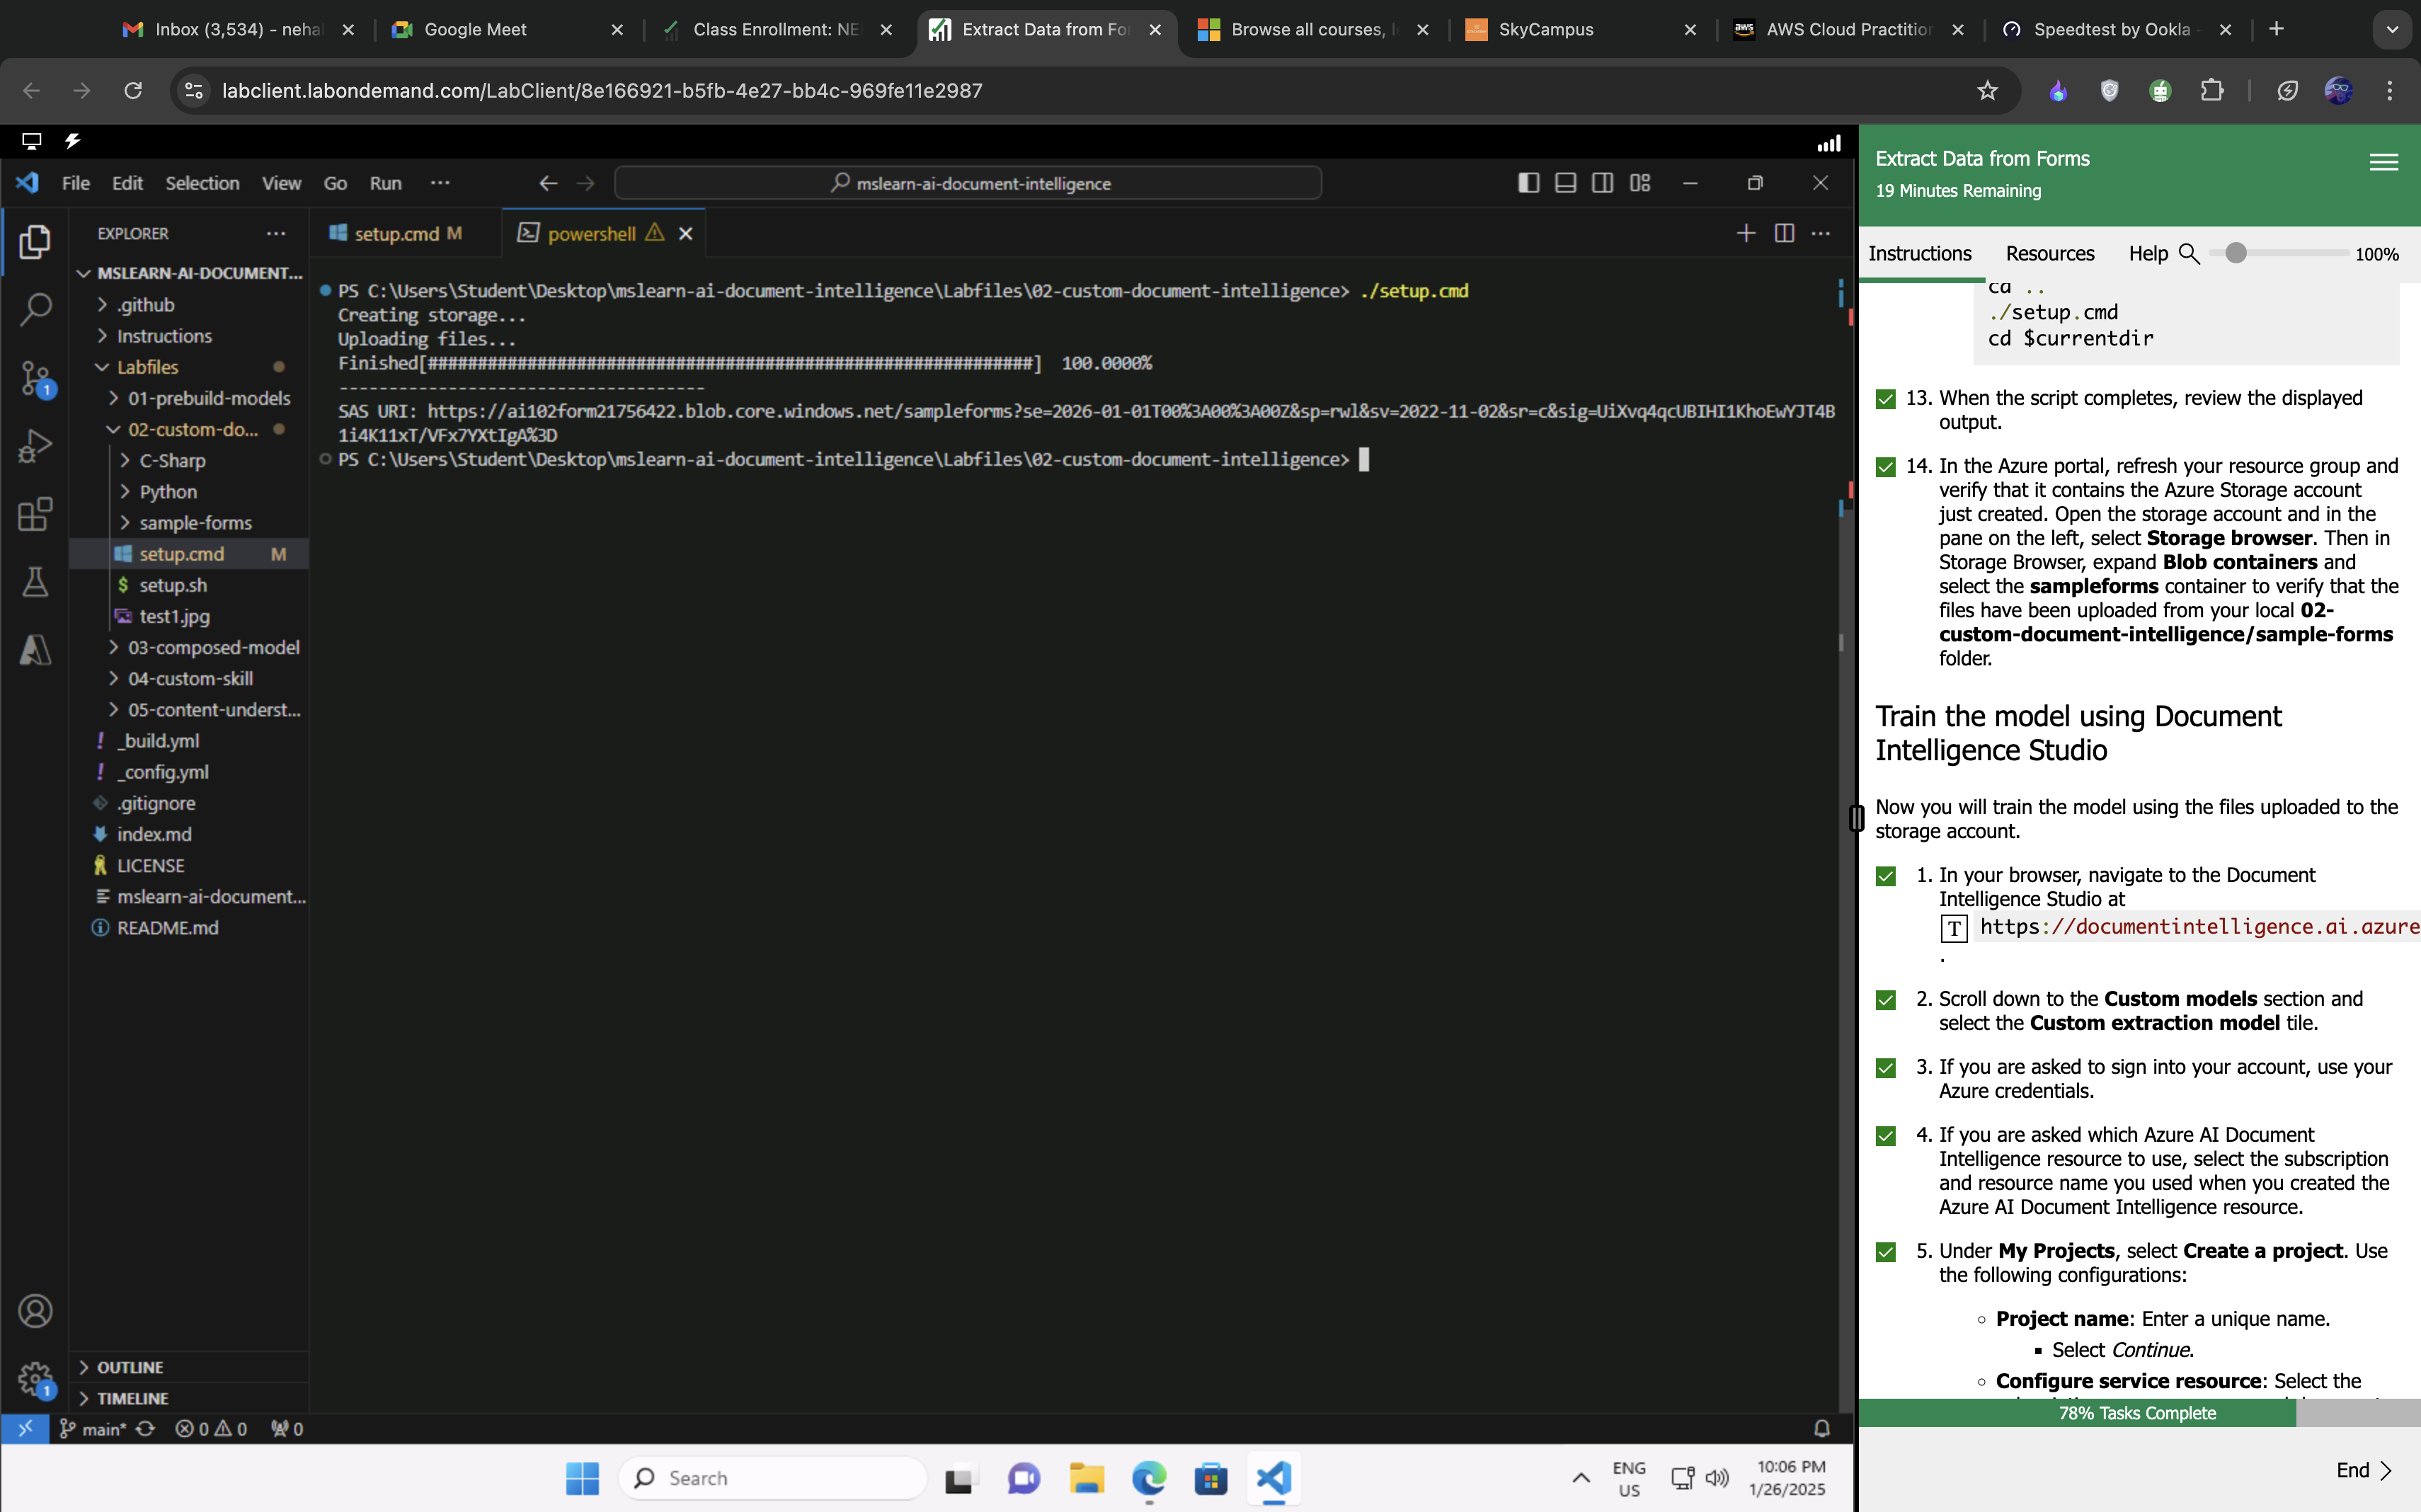 Inbox (3,534) - neha
Google Meet
Class Enrollment: NE
Extract Data from For
Browse all courses, l
SkyCampus
AWS Cloud Practition
Speedtest by Ookla -
labclient.labondemand.com/LabClient/8e166921-b5fb-4e27-bb4c-969fe11e2987
File Edit Selection View Go Run ...
mslearn-ai-document-intelligence
EXPLORER
MSLEARN-AI-DOCUMENT...
.github
Instructions
Labfiles
01-prebuild-models
02-custom-do...
C-Sharp
Python
sample-forms
setup.cmd M
setup.sh
test1.jpg
03-composed-model
04-custom-skill
05-content-underst...
_build.yml
_config.yml
.gitignore
index.md
LICENSE
mslearn-ai-document...
README.md
OUTLINE
TIMELINE
setup.cmd M
powershell
PS C:\Users\Student\Desktop\mslearn-ai-document-intelligence\Labfiles\02-custom-document-intelligence> ./setup.cmd
Creating storage...
Uploading files...
Finished[#############################################################] 100.0000%
-------------------------------------
SAS URI: https://ai102form21756422.blob.core.windows.net/sampleforms?se=2026-01-01T00%3A00%3A00Z&sp=rwl&sv=2022-11-02&sr=c&sig=UiXvq4qcUBIHI1KhoEwYJT4B
1i4K11xT/VFx7YXtIgA%3D
PS C:\Users\Student\Desktop\mslearn-ai-document-intelligence\Labfiles\02-custom-document-intelligence>
main* 0 0 0
1
1
Search
ENG
US
10:06 PM
1/26/2025
Extract Data from Forms
19 Minutes Remaining
Instructions Resources Help 100%
cd ..
./setup.cmd
cd $currentdir
13. When the script completes, review the displayed
output.
14. In the Azure portal, refresh your resource group and
verify that it contains the Azure Storage account
just created. Open the storage account and in the
pane on the left, select Storage browser. Then in
Storage Browser, expand Blob containers and
select the sampleforms container to verify that the
files have been uploaded from your local 02-
custom-document-intelligence/sample-forms
folder.
Train the model using Document
Intelligence Studio
Now you will train the model using the files uploaded to the
storage account.
1. In your browser, navigate to the Document
Intelligence Studio at
T https://documentintelligence.ai.azure
.
2. Scroll down to the Custom models section and
select the Custom extraction model tile.
3. If you are asked to sign into your account, use your
Azure credentials.
4. If you are asked which Azure AI Document
Intelligence resource to use, select the subscription
and resource name you used when you created the
Azure AI Document Intelligence resource.
5. Under My Projects, select Create a project. Use
the following configurations:
Project name: Enter a unique name.
Select Continue.
Configure service resource: Select the
78% Tasks Complete
End